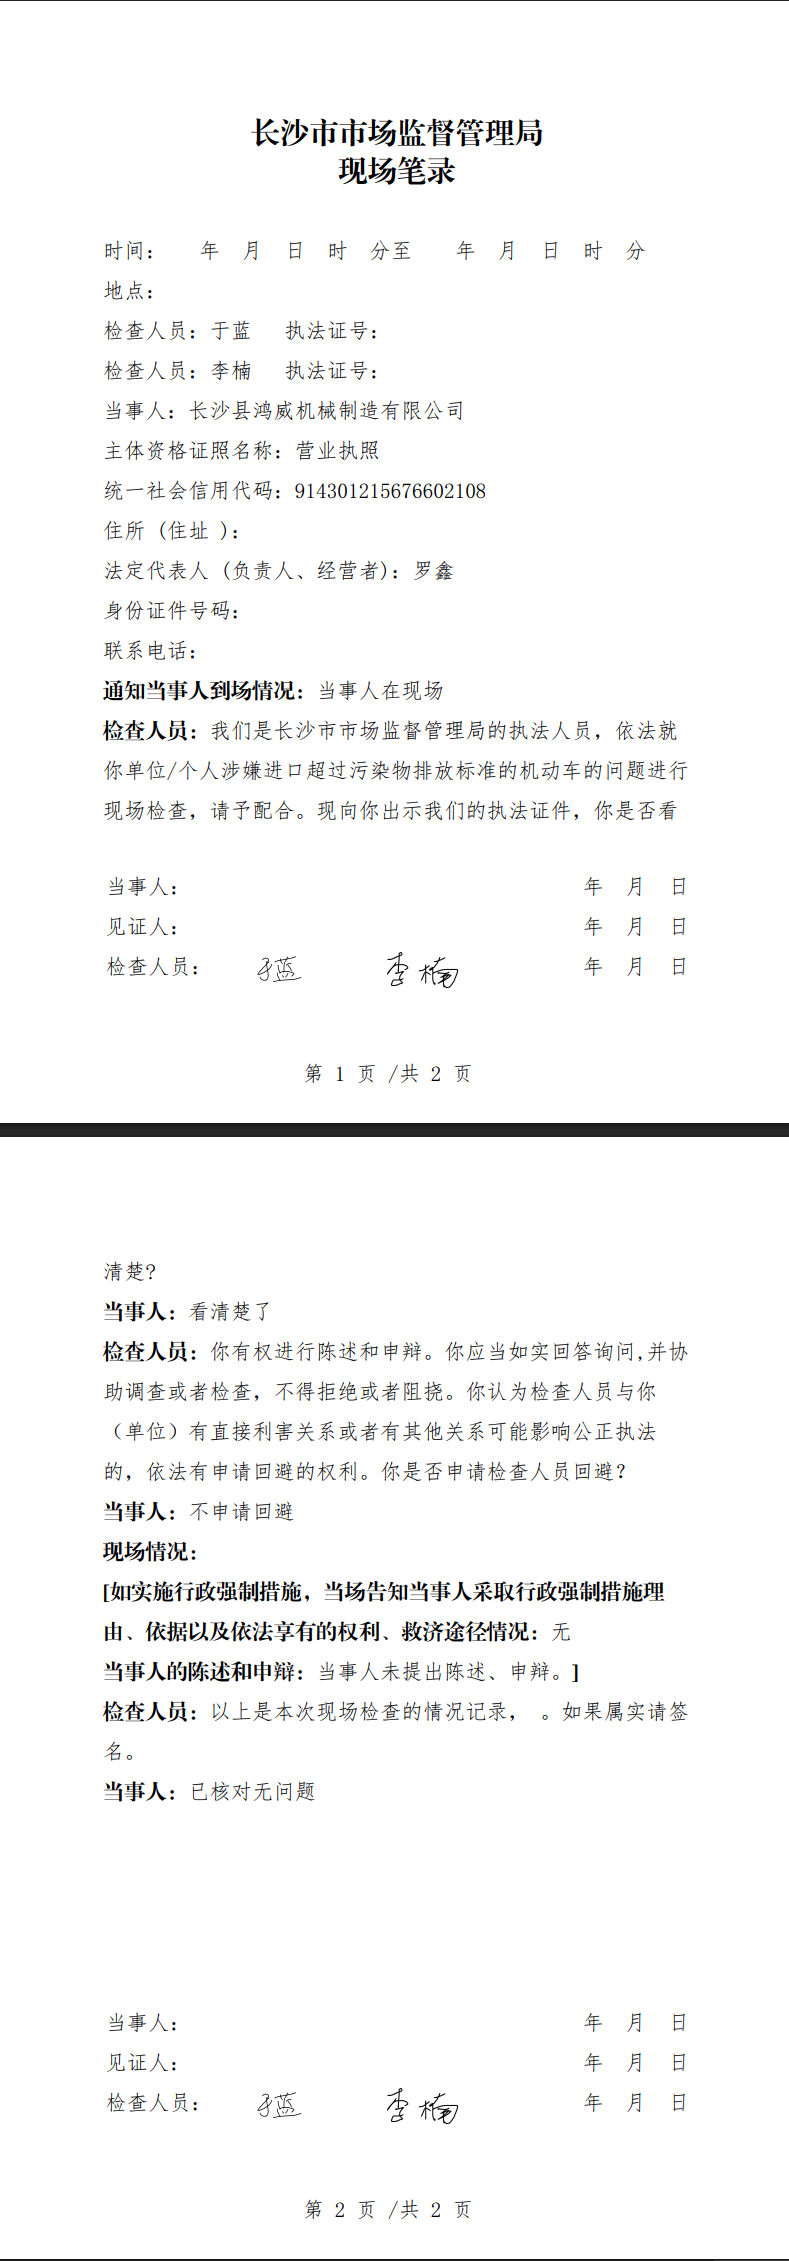 长沙市市场监督管理局
现场笔录
时间： 年 月 日 时 分至 年 月 日 时 分
地点：
检查人员：于蓝 执法证号：
检查人员：李楠 执法证号：
当事人：长沙县鸿威机械制造有限公司
主体资格证照名称：营业执照
统一社会信用代码：914301215676602108
住所（住址 ）：
法定代表人（负责人、经营者）：罗鑫
身份证件号码：
联系电话：
通知当事人到场情况：当事人在现场
检查人员：我们是长沙市市场监督管理局的执法人员，依法就
你单位/个人涉嫌进口超过污染物排放标准的机动车的问题进行
现场检查，请予配合。现向你出示我们的执法证件，你是否看
当事人： 年 月 日
见证人： 年 月 日
检查人员： 于蓝 李楠 年 月 日
第 1 页 /共 2 页
清楚？
当事人：看清楚了
检查人员：你有权进行陈述和申辩。你应当如实回答询问,并协
助调查或者检查，不得拒绝或者阻挠。你认为检查人员与你
（单位）有直接利害关系或者有其他关系可能影响公正执法
的，依法有申请回避的权利。你是否申请检查人员回避？
当事人：不申请回避
现场情况：
[如实施行政强制措施，当场告知当事人采取行政强制措施理
由、依据以及依法享有的权利、救济途径情况：无
当事人的陈述和申辩：当事人未提出陈述、申辩。]
检查人员：以上是本次现场检查的情况记录， 。如果属实请签
名。
当事人：已核对无问题
当事人： 年 月 日
见证人： 年 月 日
检查人员： 于蓝 李楠 年 月 日
第 2 页 /共 2 页